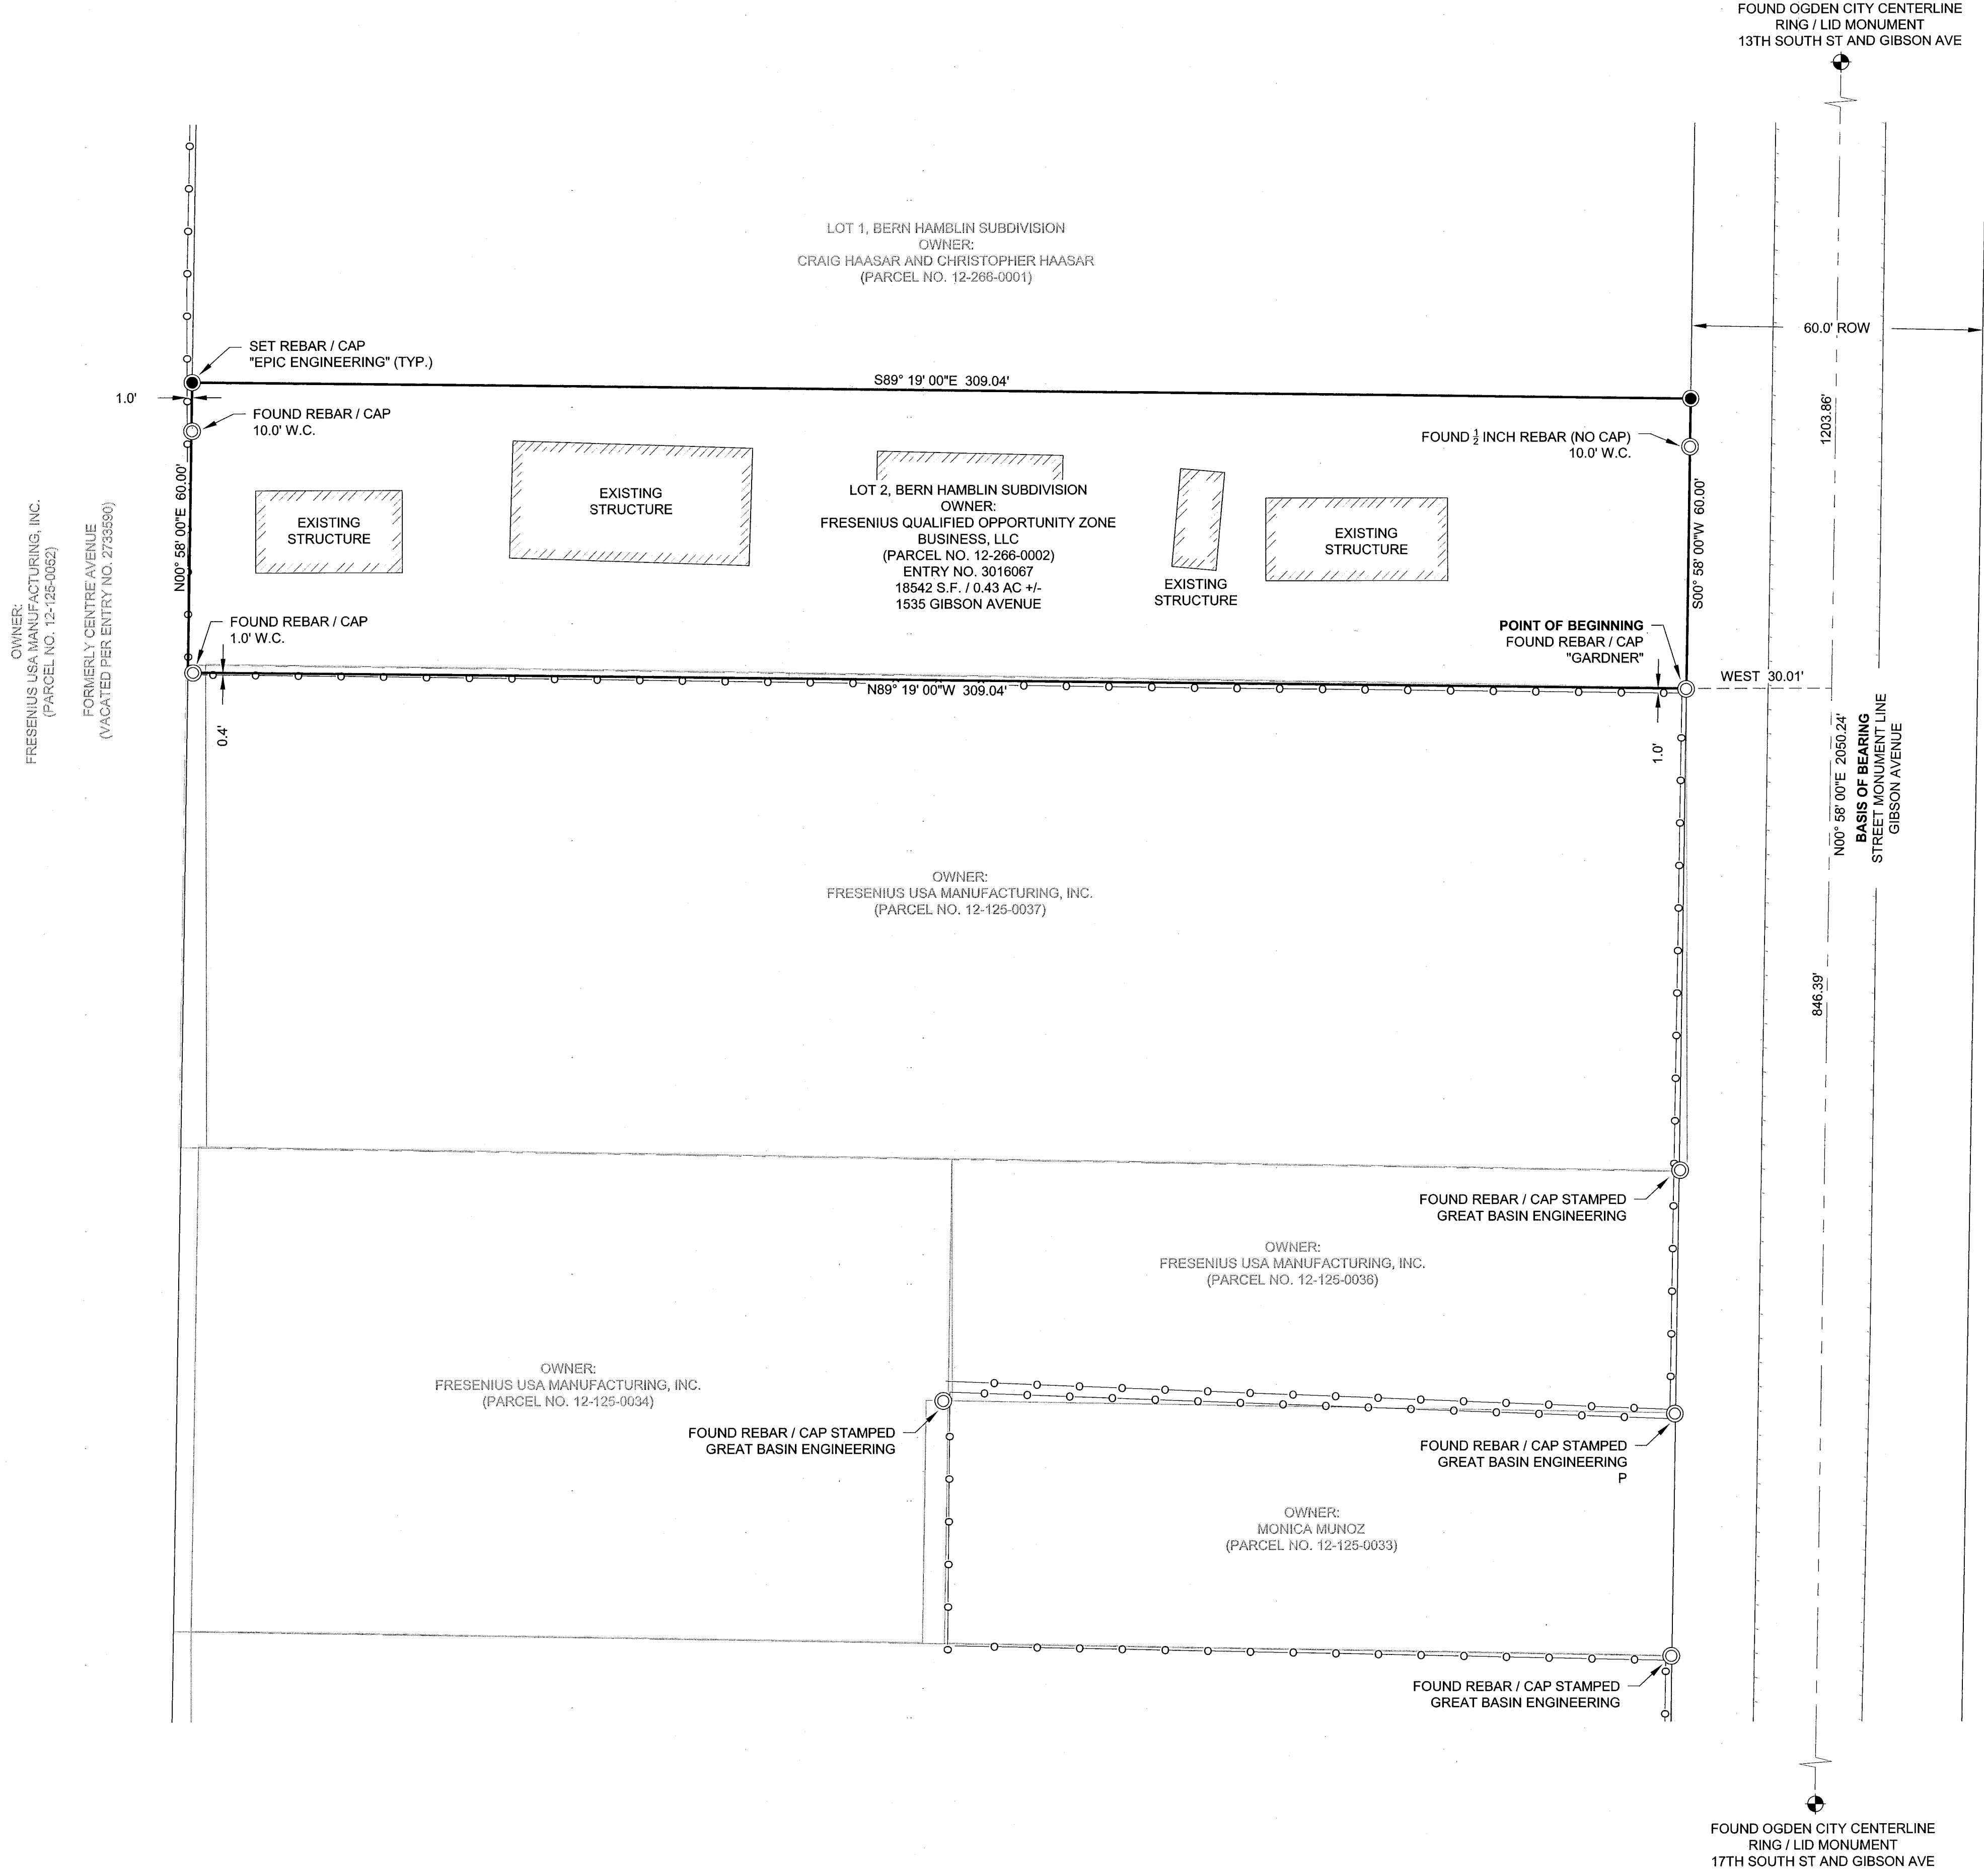 FOUND OGDEN CITY CENTERLINE
RING / LID MONUMENT
13TH SOUTH ST AND GIBSON AVE
LOT 1, BERN HAMBLIN SUBDIVISION
OWNER:
CRAIG HAASAR AND CHRISTOPHER HAASAR
(PARCEL NO. 12-266-0001)
60.0' ROW
SET REBAR / CAP
"EPIC ENGINEERING" (TYP.)
S89° 19' 00"E 309.04'
1.0'
1203.86'
FOUND REBAR / CAP
10.0' W.C.
FOUND ½ INCH REBAR (NO CAP)
10.0' W.C.
N00° 58' 00"E 60.00'
S00° 58' 00"W 60.00'
EXISTING
STRUCTURE
EXISTING
STRUCTURE
LOT 2, BERN HAMBLIN SUBDIVISION
OWNER:
FRESENIUS QUALIFIED OPPORTUNITY ZONE
BUSINESS, LLC
(PARCEL NO. 12-266-0002)
ENTRY NO. 3016067
18542 S.F. / 0.43 AC +/-
1535 GIBSON AVENUE
EXISTING
STRUCTURE
EXISTING
STRUCTURE
OWNER:
FRESENIUS USA MANUFACTURING, INC.
(PARCEL NO. 12-125-0052)
FORMERLY CENTRE AVENUE
(VACATED PER ENTRY NO. 2733590)
FOUND REBAR / CAP
1.0' W.C.
POINT OF BEGINNING
FOUND REBAR / CAP
"GARDNER"
WEST 30.01'
N89° 19' 00"W 309.04'
0.4'
1.0'
N00° 58' 00"E 2050.24'
BASIS OF BEARING
STREET MONUMENT LINE
GIBSON AVENUE
OWNER:
FRESENIUS USA MANUFACTURING, INC.
(PARCEL NO. 12-125-0037)
846.39'
FOUND REBAR / CAP STAMPED
GREAT BASIN ENGINEERING
OWNER:
FRESENIUS USA MANUFACTURING, INC.
(PARCEL NO. 12-125-0036)
OWNER:
FRESENIUS USA MANUFACTURING, INC.
(PARCEL NO. 12-125-0034)
FOUND REBAR / CAP STAMPED
GREAT BASIN ENGINEERING
FOUND REBAR / CAP STAMPED
GREAT BASIN ENGINEERING
P
OWNER:
MONICA MUNOZ
(PARCEL NO. 12-125-0033)
FOUND REBAR / CAP STAMPED
GREAT BASIN ENGINEERING
FOUND OGDEN CITY CENTERLINE
RING / LID MONUMENT
17TH SOUTH ST AND GIBSON AVE